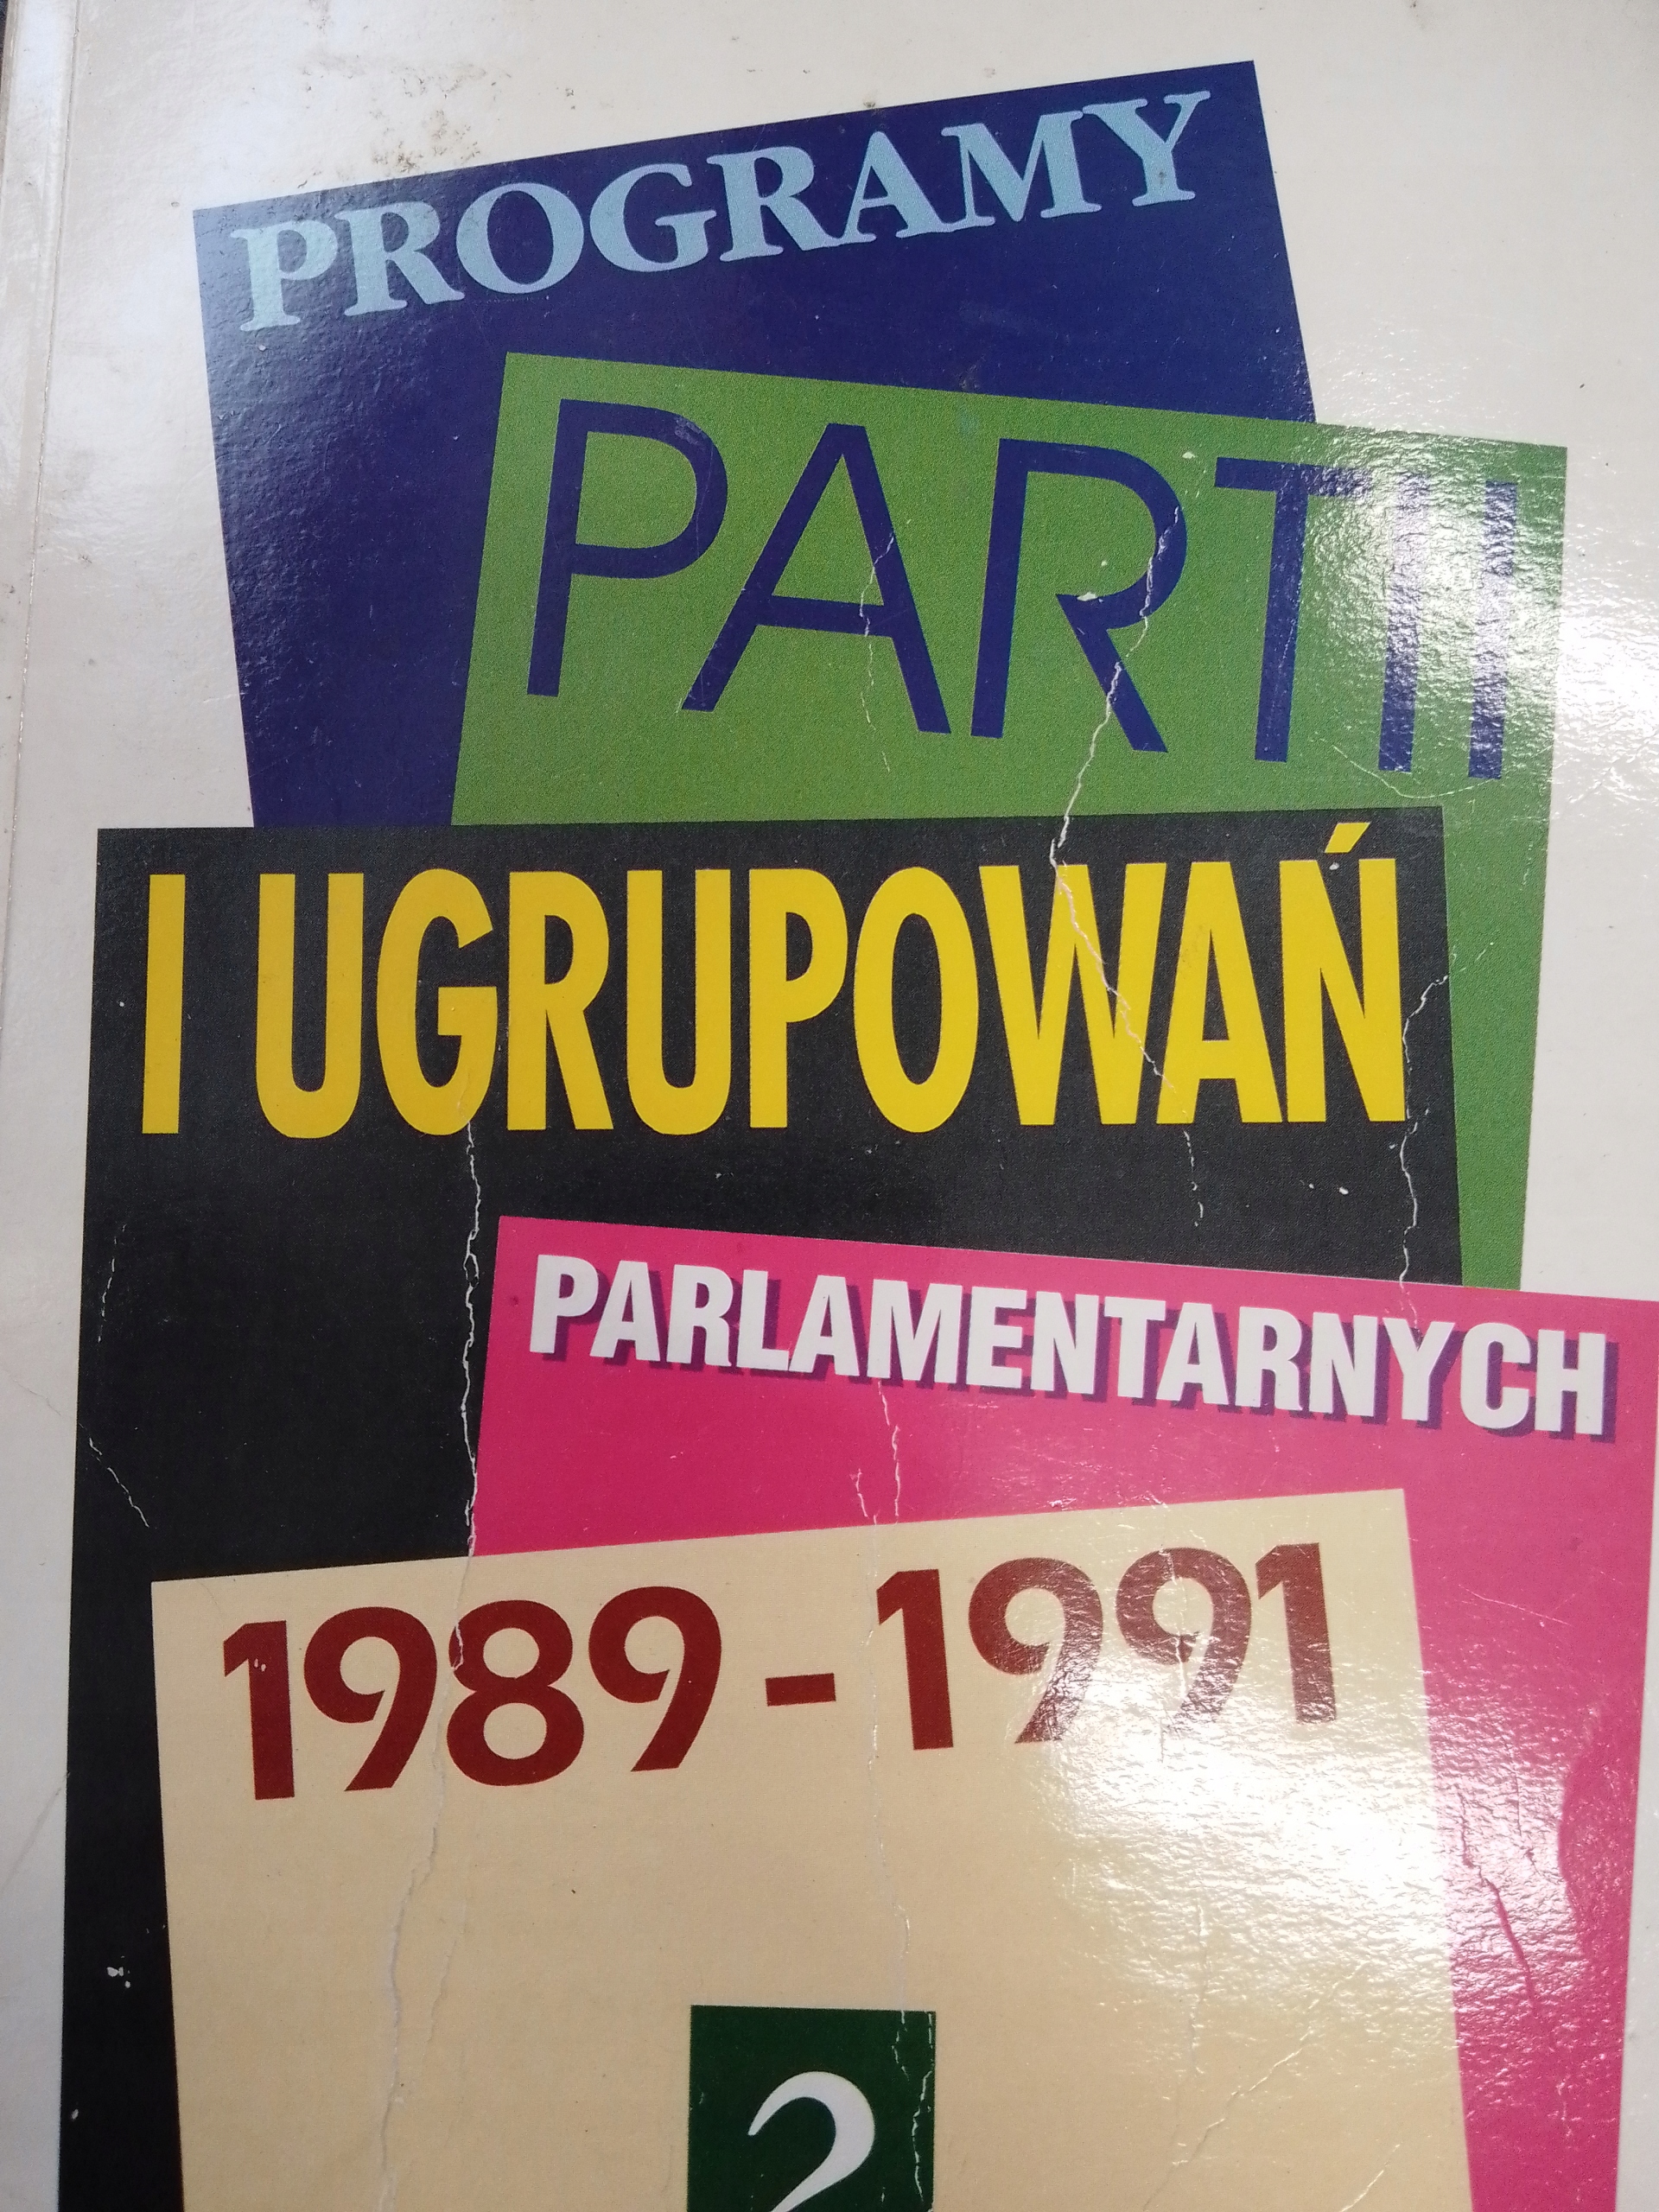 PROGRAMY
PARTII
I UGRUPOWAŃ
PARLAMENTARNYCH
1989-1991
2